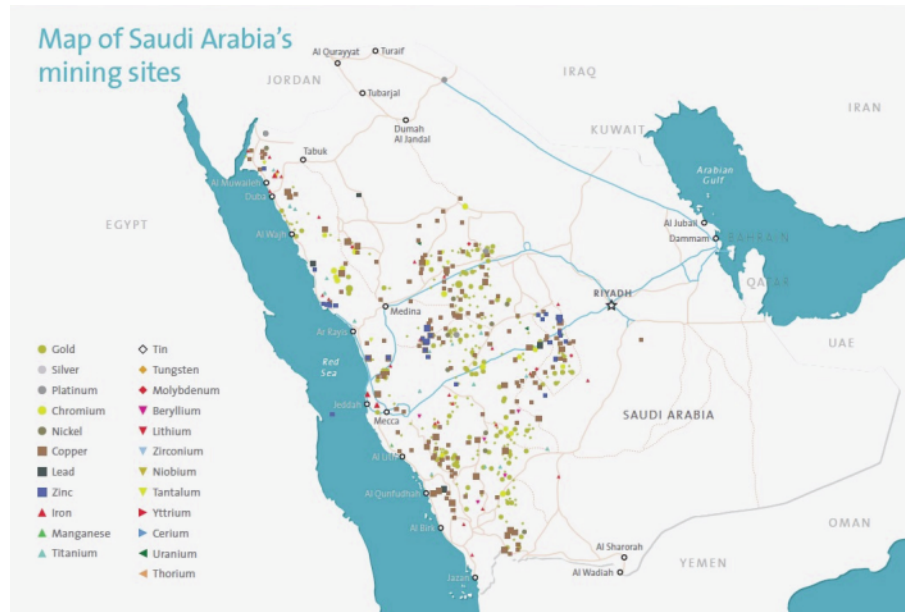 Map of Saudi Arabia's
mining sites
Al Qurayyat
Turaif
JORDAN
IRAQ
Tubarjal
IRAN
Dumah
Al Jandal
KUWAIT
Tabuk
Arabian
Gulf
Al Muwaileh
Duba
EGYPT
Al Wajh
Al Jubail
Dammam
BAHRAIN
QATAR
RIYADH
Medina
Ar Rayis
UAE
Red
Sea
Jeddah
Mecca
SAUDI ARABIA
Al Lith
Al Qunfudhah
Al Birk
OMAN
Al Sharorah
YEMEN
Al Wadiah
Jazan
Gold
Silver
Platinum
Chromium
Nickel
Copper
Lead
Zinc
Iron
Manganese
Titanium
Tin
Tungsten
Molybdenum
Beryllium
Lithium
Zirconium
Niobium
Tantalum
Yttrium
Cerium
Uranium
Thorium